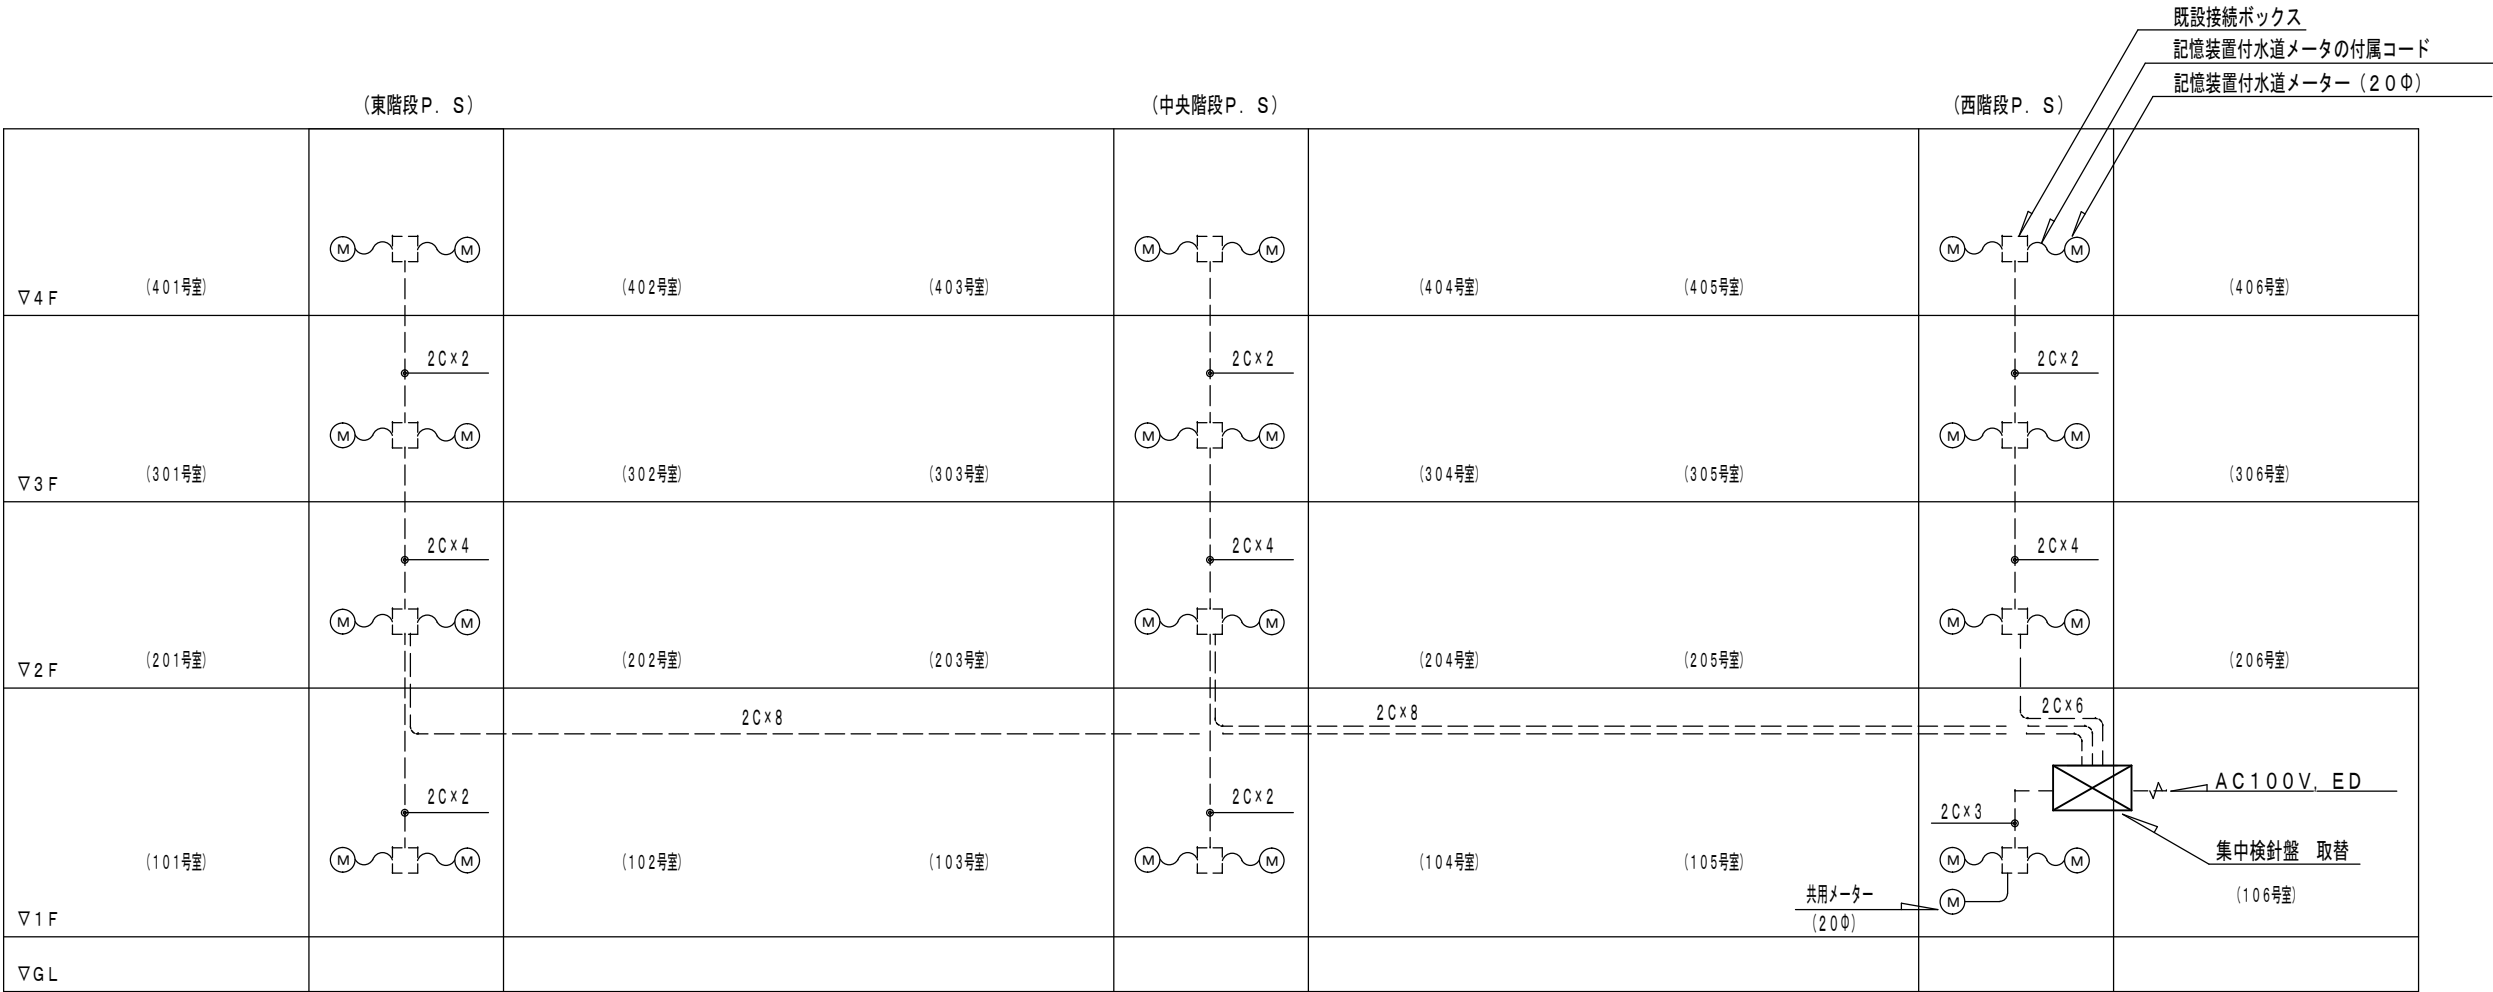 既設接続ボックス
記憶装置付水道メータの付属コード
記憶装置付水道メーター（２０Φ）
（東階段Ｐ．Ｓ）
（中央階段Ｐ．Ｓ）
（西階段Ｐ．Ｓ）
M M M M M M
▽４Ｆ （４０１号室） （４０２号室） （４０３号室） （４０４号室） （４０５号室） （４０６号室）
２Ｃ×２ ２Ｃ×２ ２Ｃ×２
M M M M M M
▽３Ｆ （３０１号室） （３０２号室） （３０３号室） （３０４号室） （３０５号室） （３０６号室）
２Ｃ×４ ２Ｃ×４ ２Ｃ×４
M M M M M M
▽２Ｆ （２０１号室） （２０２号室） （２０３号室） （２０４号室） （２０５号室） （２０６号室）
２Ｃ×８ ２Ｃ×８ ２Ｃ×６
ＡＣ１００Ｖ，ＥＤ
２Ｃ×２ ２Ｃ×２ ２Ｃ×３
集中検針盤　取替
M M M M M M
（１０１号室） （１０２号室） （１０３号室） （１０４号室） （１０５号室） （１０６号室）
共用メーター
（２０Φ）
M
▽１Ｆ
▽ＧＬ